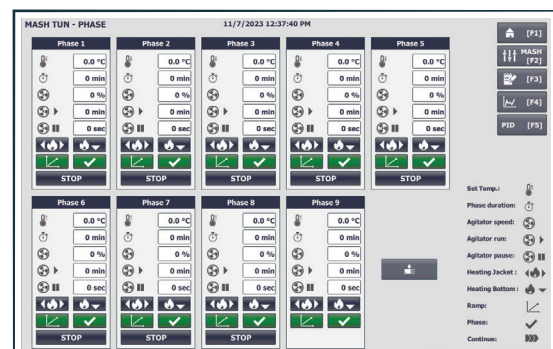 MASH TUN - PHASE
11/7/2023 12:37:40 PM
Phase 1
0.0 °C
0 min
0 %
0 min
0 sec
STOP
Phase 2
0.0 °C
0 min
0 %
0 min
0 sec
STOP
Phase 3
0.0 °C
0 min
0 %
0 min
0 sec
STOP
Phase 4
0.0 °C
0 min
0 %
0 min
0 sec
STOP
Phase 5
0.0 °C
0 min
0 %
0 min
0 sec
STOP
Phase 6
0.0 °C
0 min
0 %
0 min
0 sec
STOP
Phase 7
0.0 °C
0 min
0 %
0 min
0 sec
STOP
Phase 8
0.0 °C
0 min
0 %
0 min
0 sec
STOP
Phase 9
0.0 °C
0 min
0 %
0 min
0 sec
[F1]
MASH
[F2]
[F3]
[F4]
PID [F5]
Set Temp.:
Phase duration:
Agitator speed:
Agitator run:
Agitator pause:
Heating Jacket :
Heating Bottom :
Ramp:
Phase:
Continue: